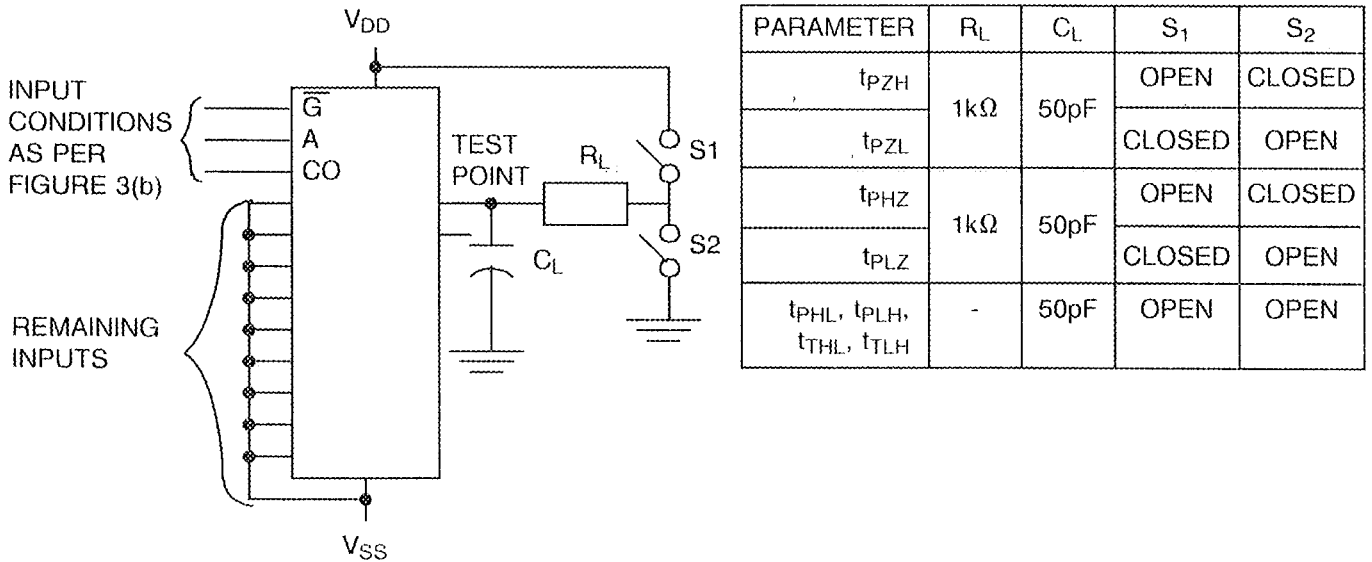 V_DD
INPUT
CONDITIONS
AS PER
FIGURE 3(b)
G̅
A
CO
TEST
POINT
R_L
S1
S2
C_L
REMAINING
INPUTS
V_SS
PARAMETER R_L C_L S_1 S_2
t_PZH 1kΩ 50pF OPEN CLOSED
t_PZL CLOSED OPEN
t_PHZ 1kΩ 50pF OPEN CLOSED
t_PLZ CLOSED OPEN
t_PHL, t_PLH, - 50pF OPEN OPEN
t_THL, t_TLH